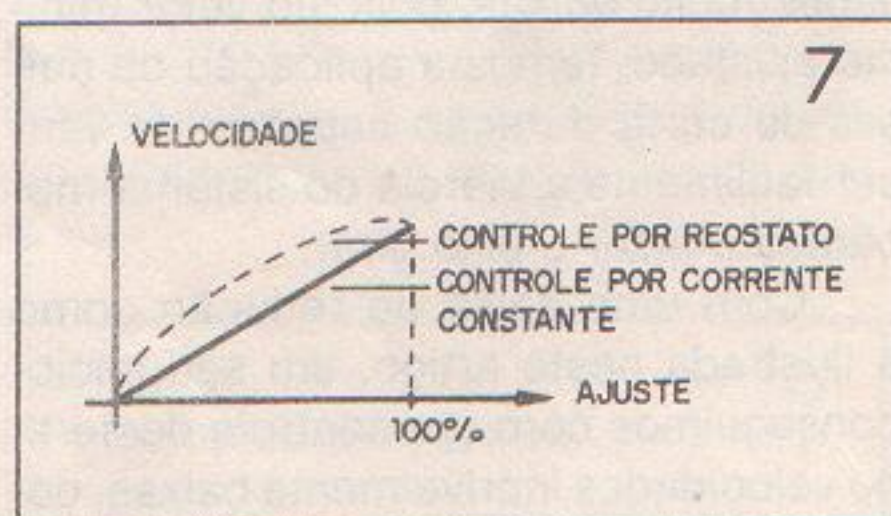 7
VELOCIDADE
CONTROLE POR REOSTATO
CONTROLE POR CORRENTE
CONSTANTE
AJUSTE
100%